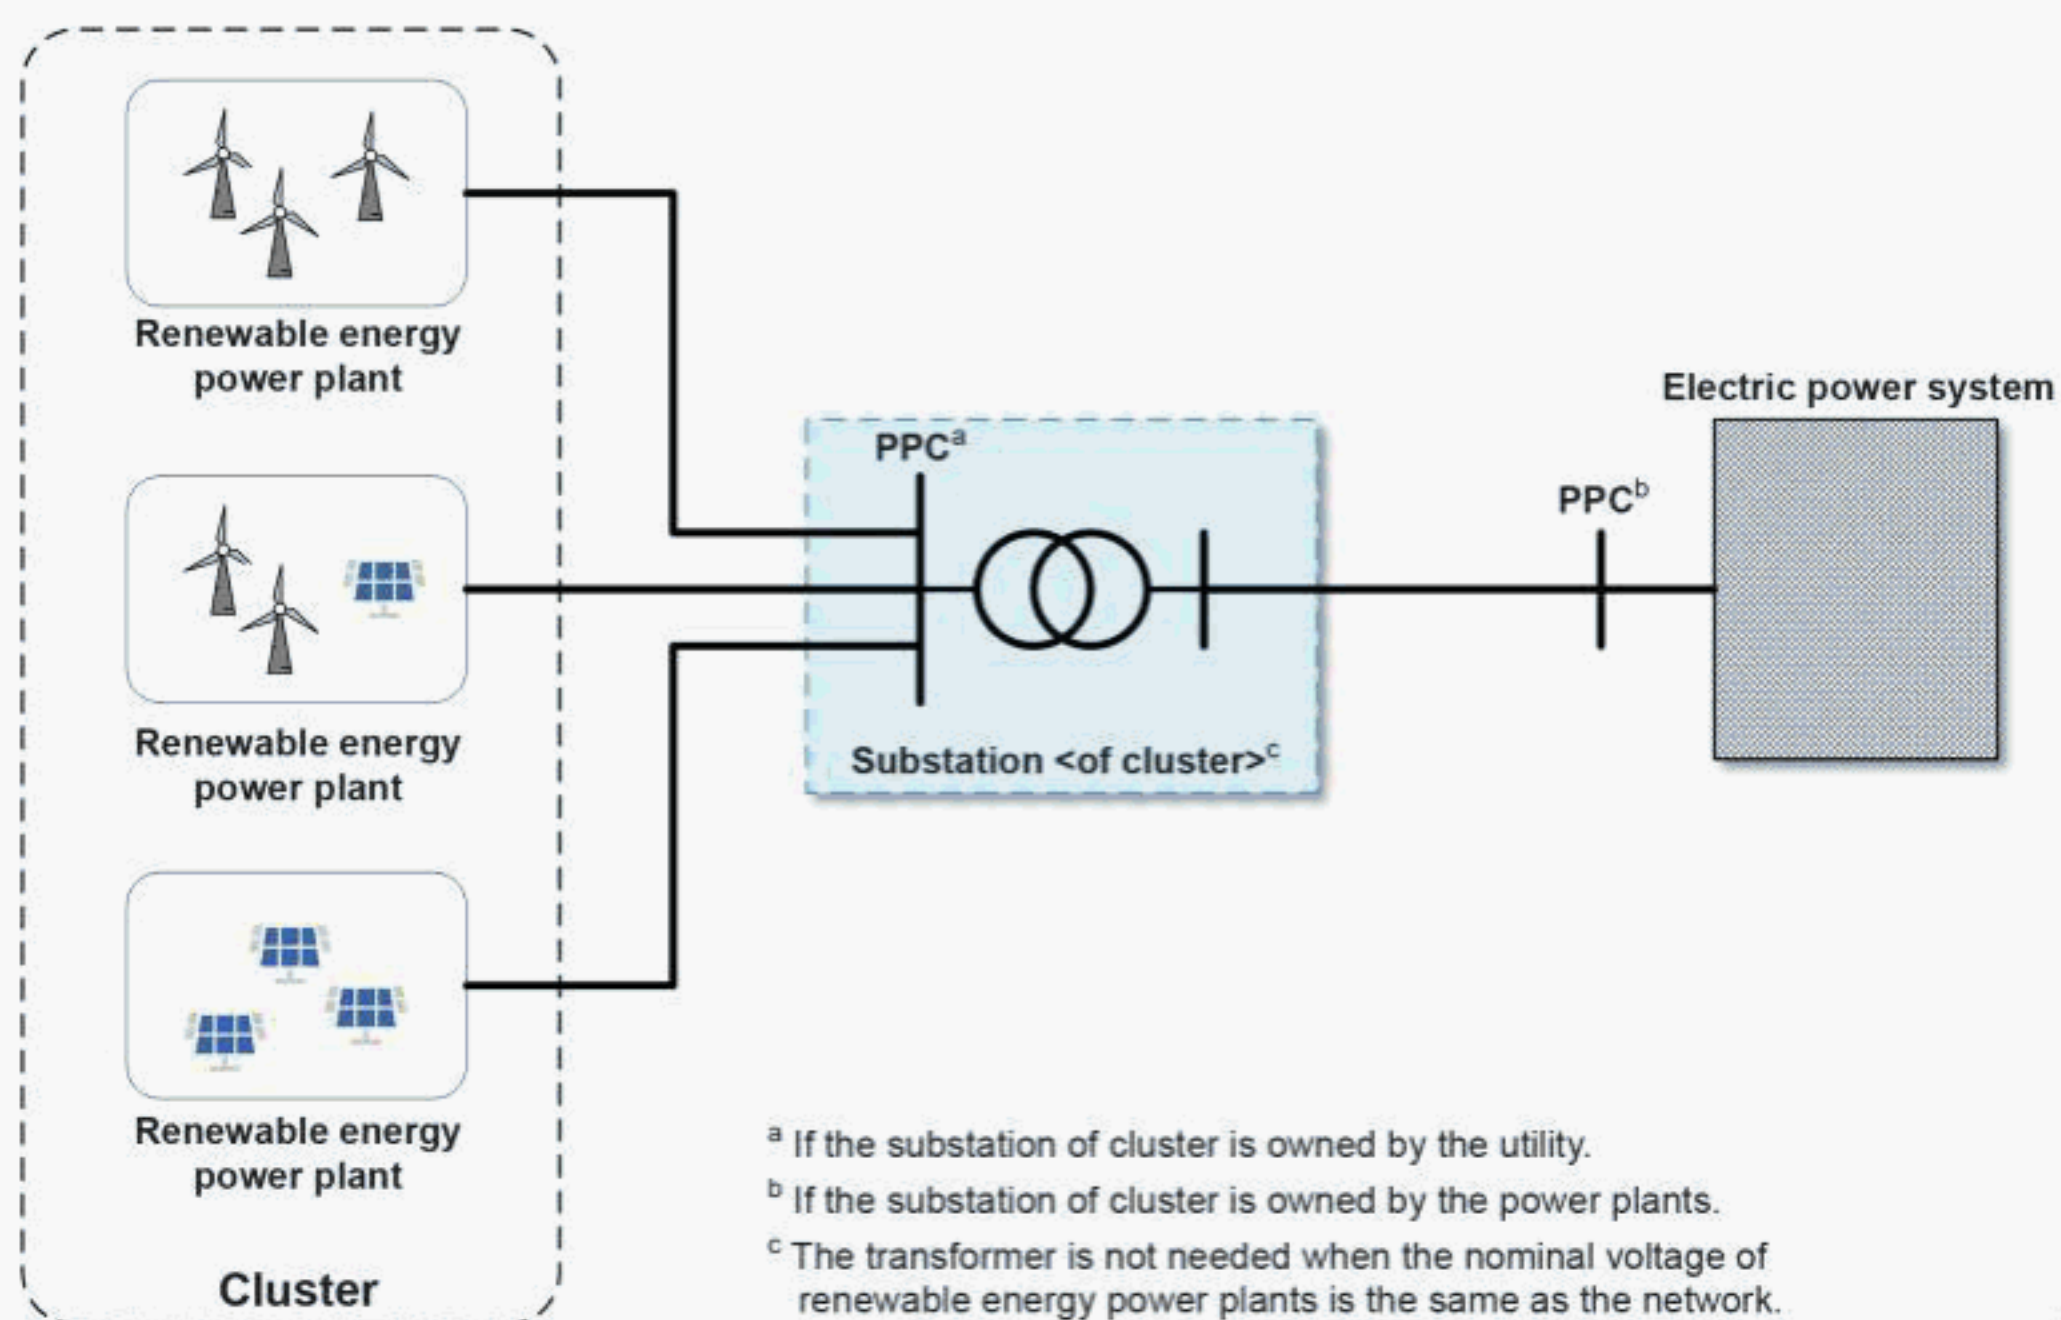 Renewable energy
power plant
Electric power system
PPCᵃ
PPCᵇ
Renewable energy
power plant
Substation <of cluster>ᶜ
Renewable energy
power plant
ᵃ If the substation of cluster is owned by the utility.
ᵇ If the substation of cluster is owned by the power plants.
ᶜ The transformer is not needed when the nominal voltage of
renewable energy power plants is the same as the network.
Cluster